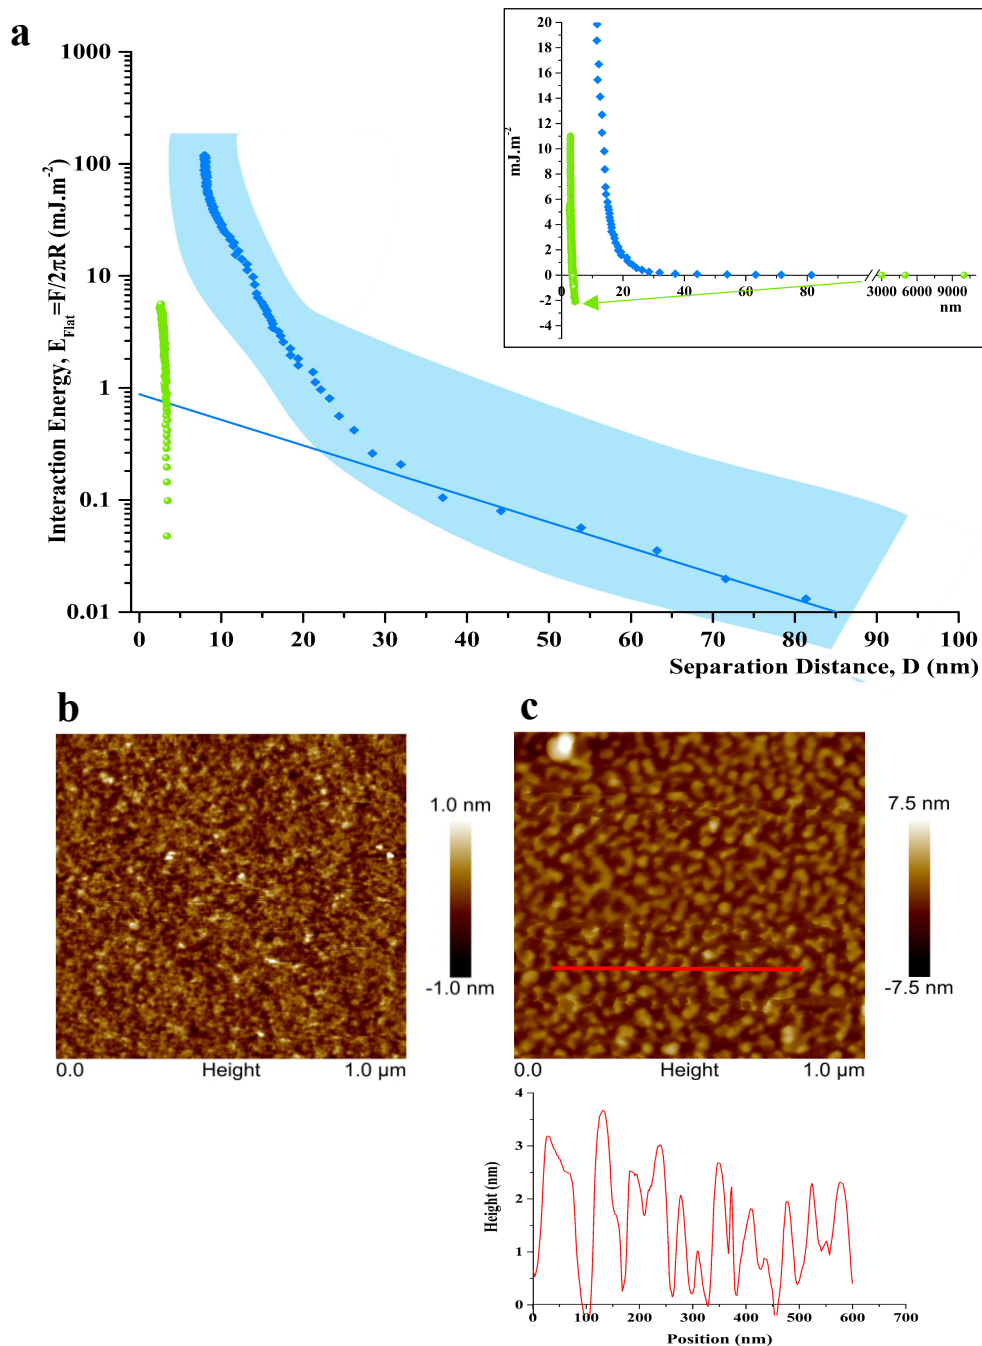 a
Interaction Energy, E_Flat=F/2πR (mJ.m^-2)
1000
100
10
1
0.1
0.01
0 10 20 30 40 50 60 70 80 90 100
Separation Distance, D (nm)
mJ.m^-2
20
18
16
14
12
10
8
6
4
2
0
-2
-4
0 20 40 60 80 3000 6000 9000
nm
b
1.0 nm
-1.0 nm
0.0 Height 1.0 µm
c
7.5 nm
-7.5 nm
0.0 Height 1.0 µm
Height (nm)
4
3
2
1
0
0 100 200 300 400 500 600 700
Position (nm)